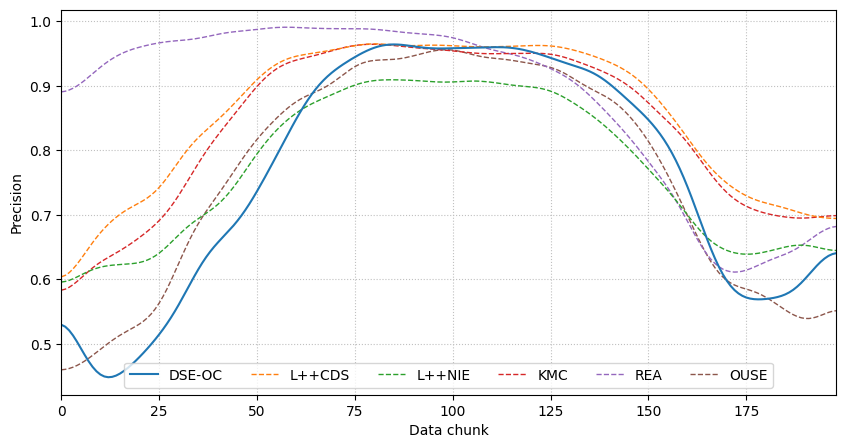 1.0
0.9
0.8
0.7
0.6
0.5
Precision
DSE-OC L++CDS L++NIE KMC REA OUSE
0 25 50 75 100 125 150 175
Data chunk